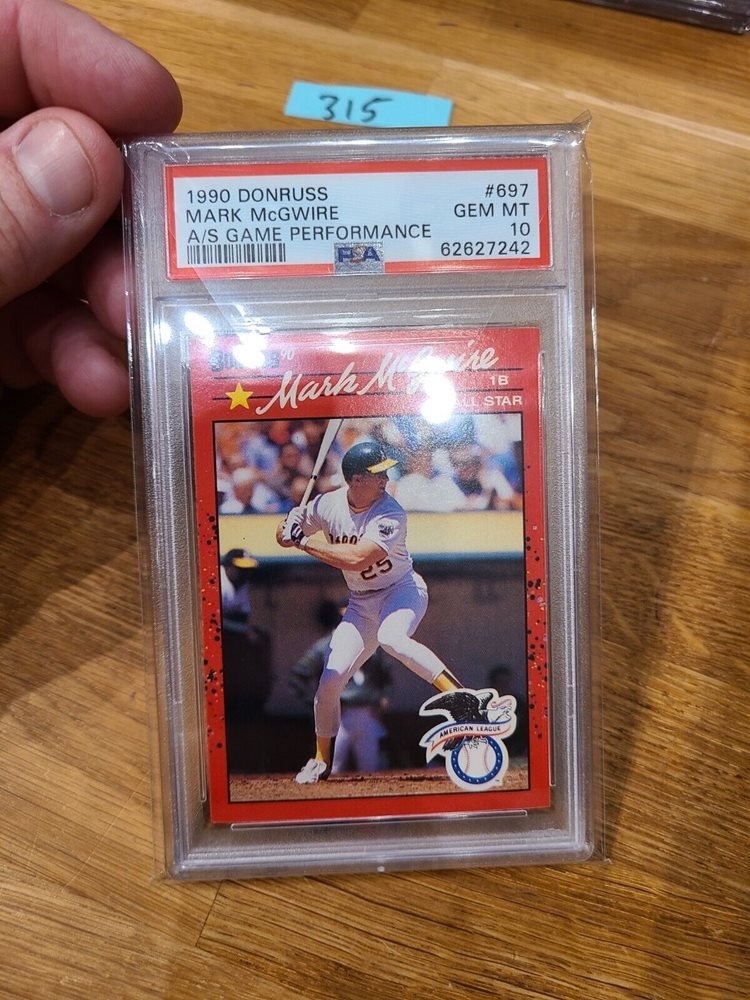 315
1990 DONRUSS #697
MARK McGWIRE GEM MT
A/S GAME PERFORMANCE 10
62627242
PSA
Mark McGwire
1B
ALL STAR
25
AMERICAN LEAGUE